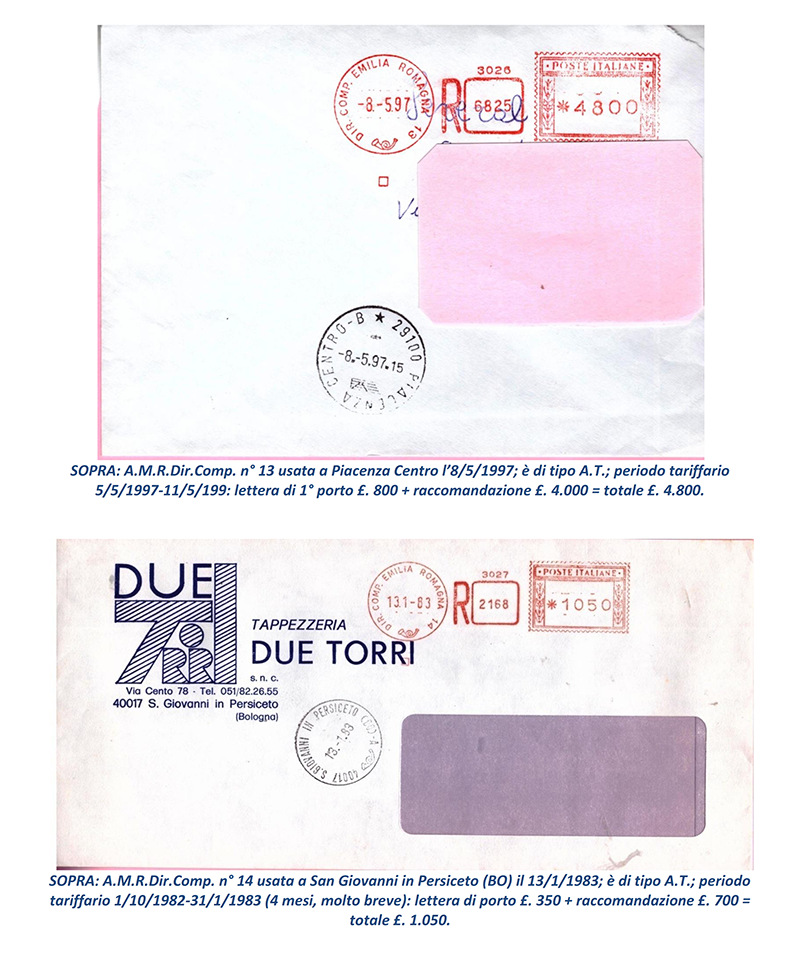 DIR. COMP. EMILIA ROMAGNA 13
-8.-5.97
3026
R 6825
POSTE ITALIANE
*4800
CENTRO-B * 29100 PIACENZA
-8.-5.97.15
SOPRA: A.M.R.Dir.Comp. n° 13 usata a Piacenza Centro l’8/5/1997; è di tipo A.T.; periodo tariffario
5/5/1997-11/5/199: lettera di 1° porto £. 800 + raccomandazione £. 4.000 = totale £. 4.800.
DUE
TORRI
TAPPEZZERIA
DUE TORRI
s. n. c.
Via Cento 78 - Tel. 051/82.26.55
40017 S. Giovanni in Persiceto
(Bologna)
DIR. COMP. EMILIA ROMAGNA 14
13.1-83
3027
R 2168
POSTE ITALIANE
*1050
40017 S.GIOVANNI IN PERSICETO (BO)-A
13.-1.83
SOPRA: A.M.R.Dir.Comp. n° 14 usata a San Giovanni in Persiceto (BO) il 13/1/1983; è di tipo A.T.; periodo
tariffario 1/10/1982-31/1/1983 (4 mesi, molto breve): lettera di porto £. 350 + raccomandazione £. 700 =
totale £. 1.050.